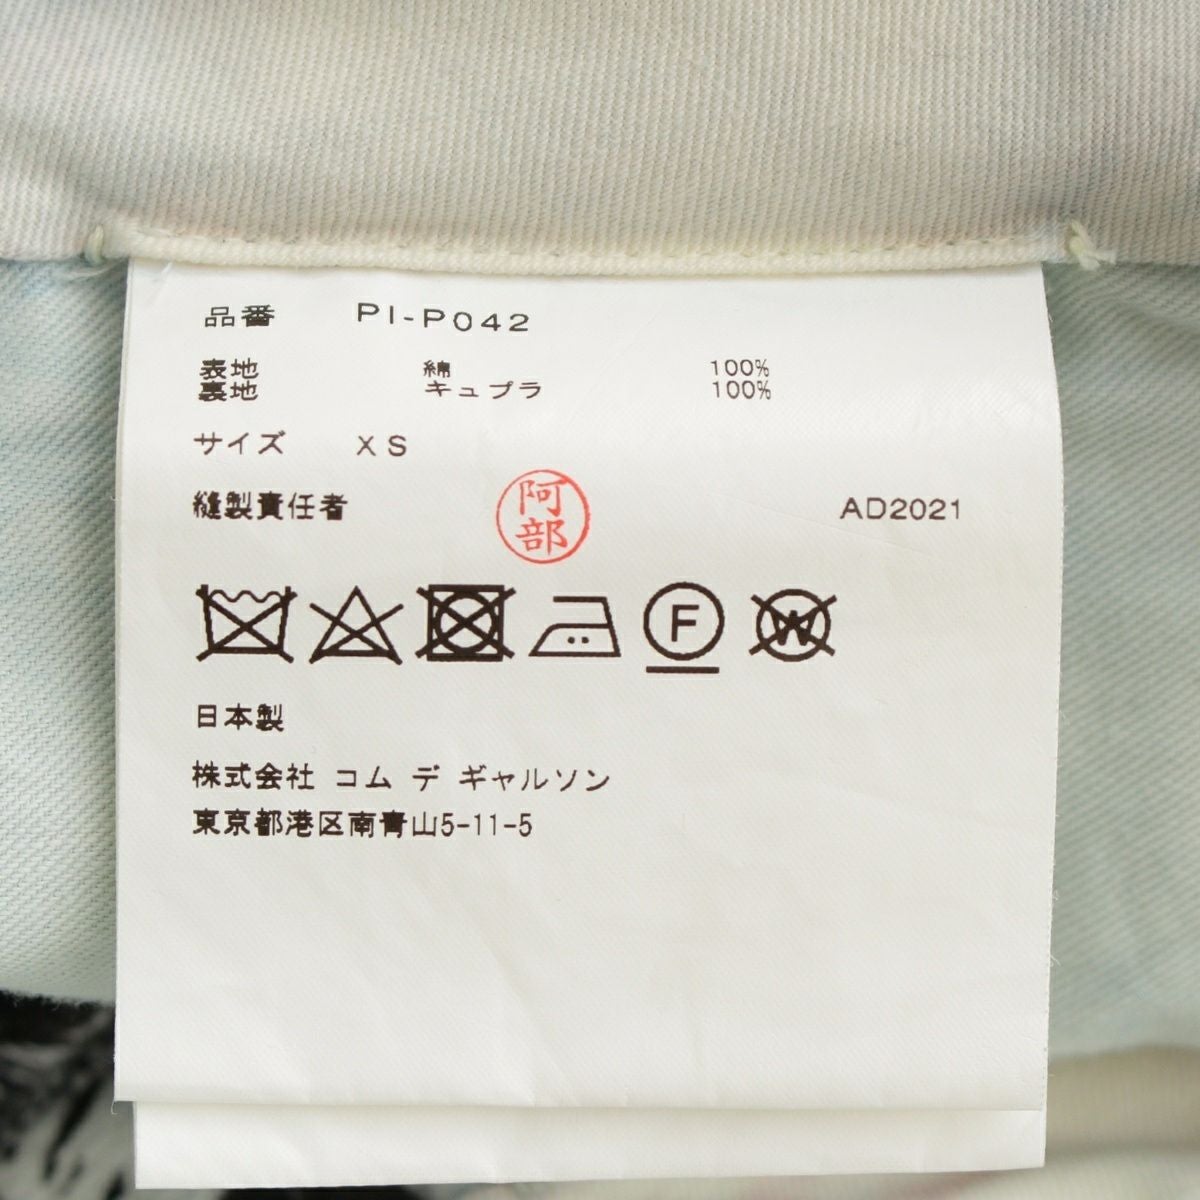 品番 PI-P042
表地 綿 100%
裏地 キュプラ 100%
サイズ XS
縫製責任者 阿部 AD2021
F W
日本製
株式会社 コム デ ギャルソン
東京都港区南青山5-11-5